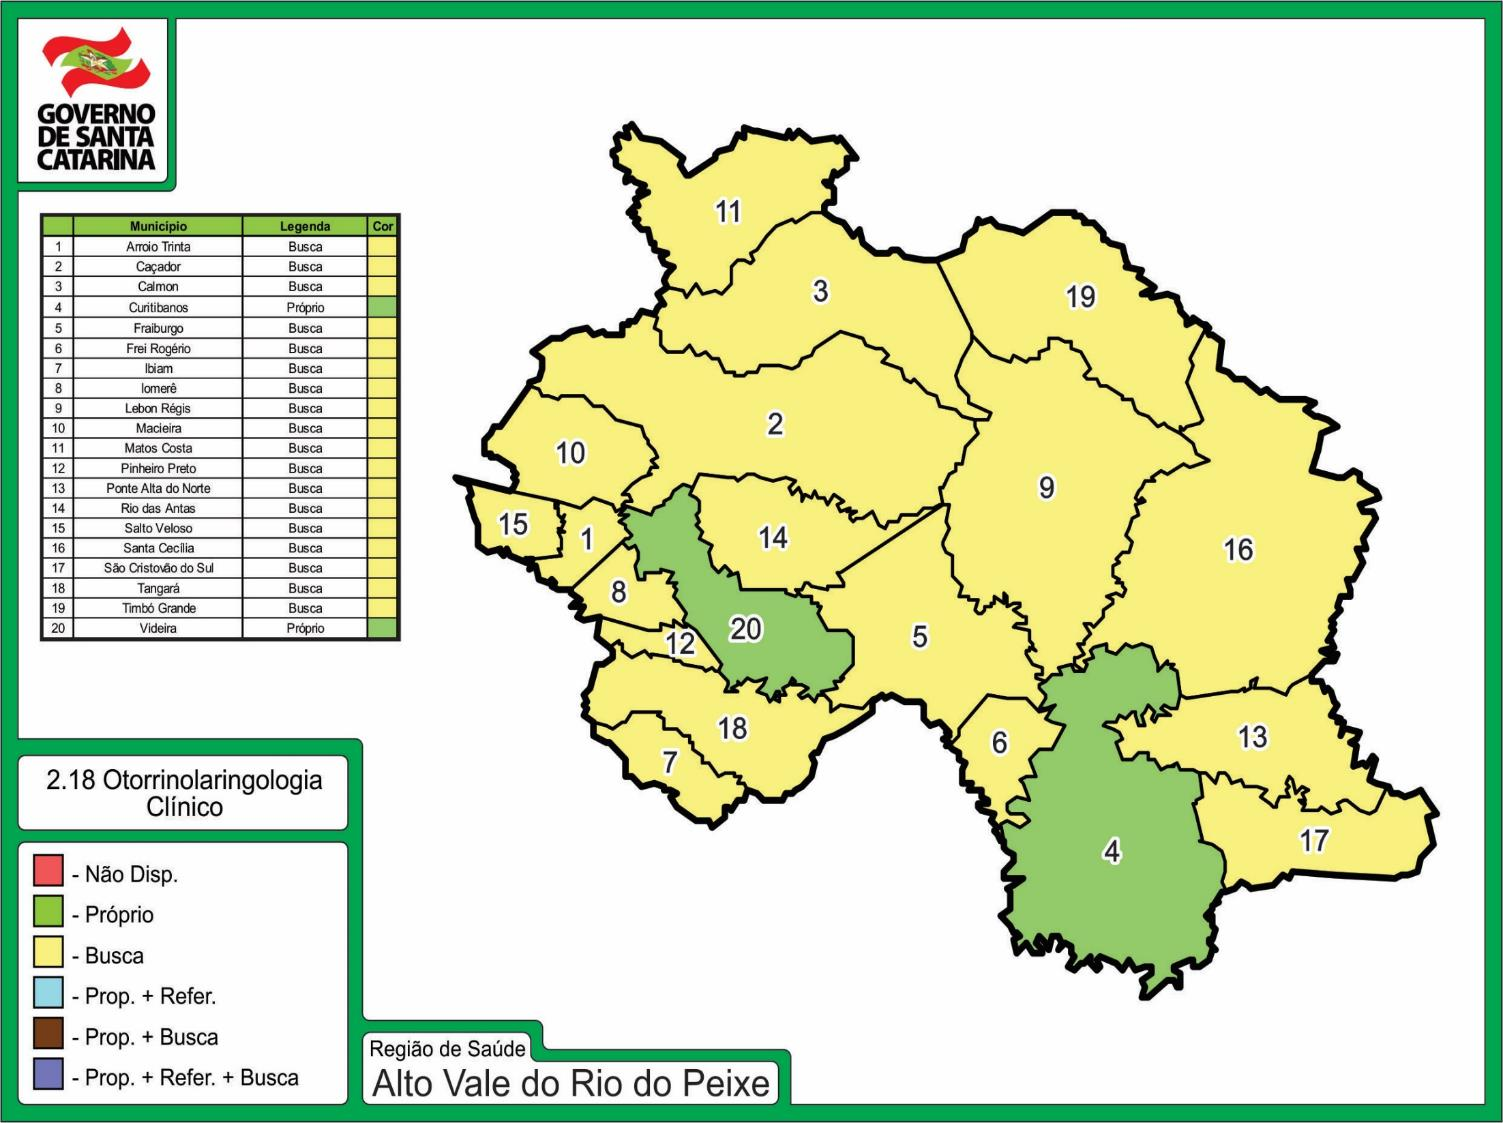 GOVERNO
DE SANTA
CATARINA
Município Legenda Cor
1 Arroio Trinta Busca
2 Caçador Busca
3 Calmon Busca
4 Curitibanos Próprio
5 Fraiburgo Busca
6 Frei Rogério Busca
7 Ibiam Busca
8 Iomerê Busca
9 Lebon Régis Busca
10 Macieira Busca
11 Matos Costa Busca
12 Pinheiro Preto Busca
13 Ponte Alta do Norte Busca
14 Rio das Antas Busca
15 Salto Veloso Busca
16 Santa Cecília Busca
17 São Cristovão do Sul Busca
18 Tangará Busca
19 Timbó Grande Busca
20 Videira Próprio
11
3
19
2
10
9
15
1
14
16
8
20
12
5
18
6
13
7
17
4
2.18 Otorrinolaringologia
Clínico
- Não Disp.
- Próprio
- Busca
- Prop. + Refer.
- Prop. + Busca
- Prop. + Refer. + Busca
Região de Saúde
Alto Vale do Rio do Peixe